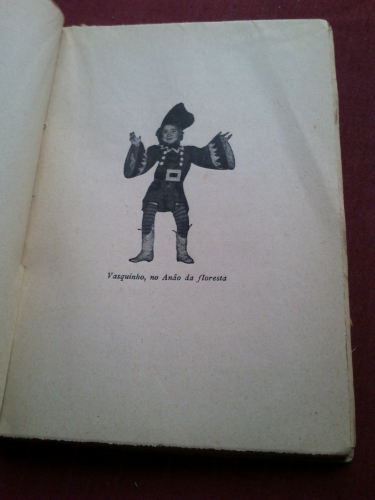 Vasquinho, no Anão da floresta